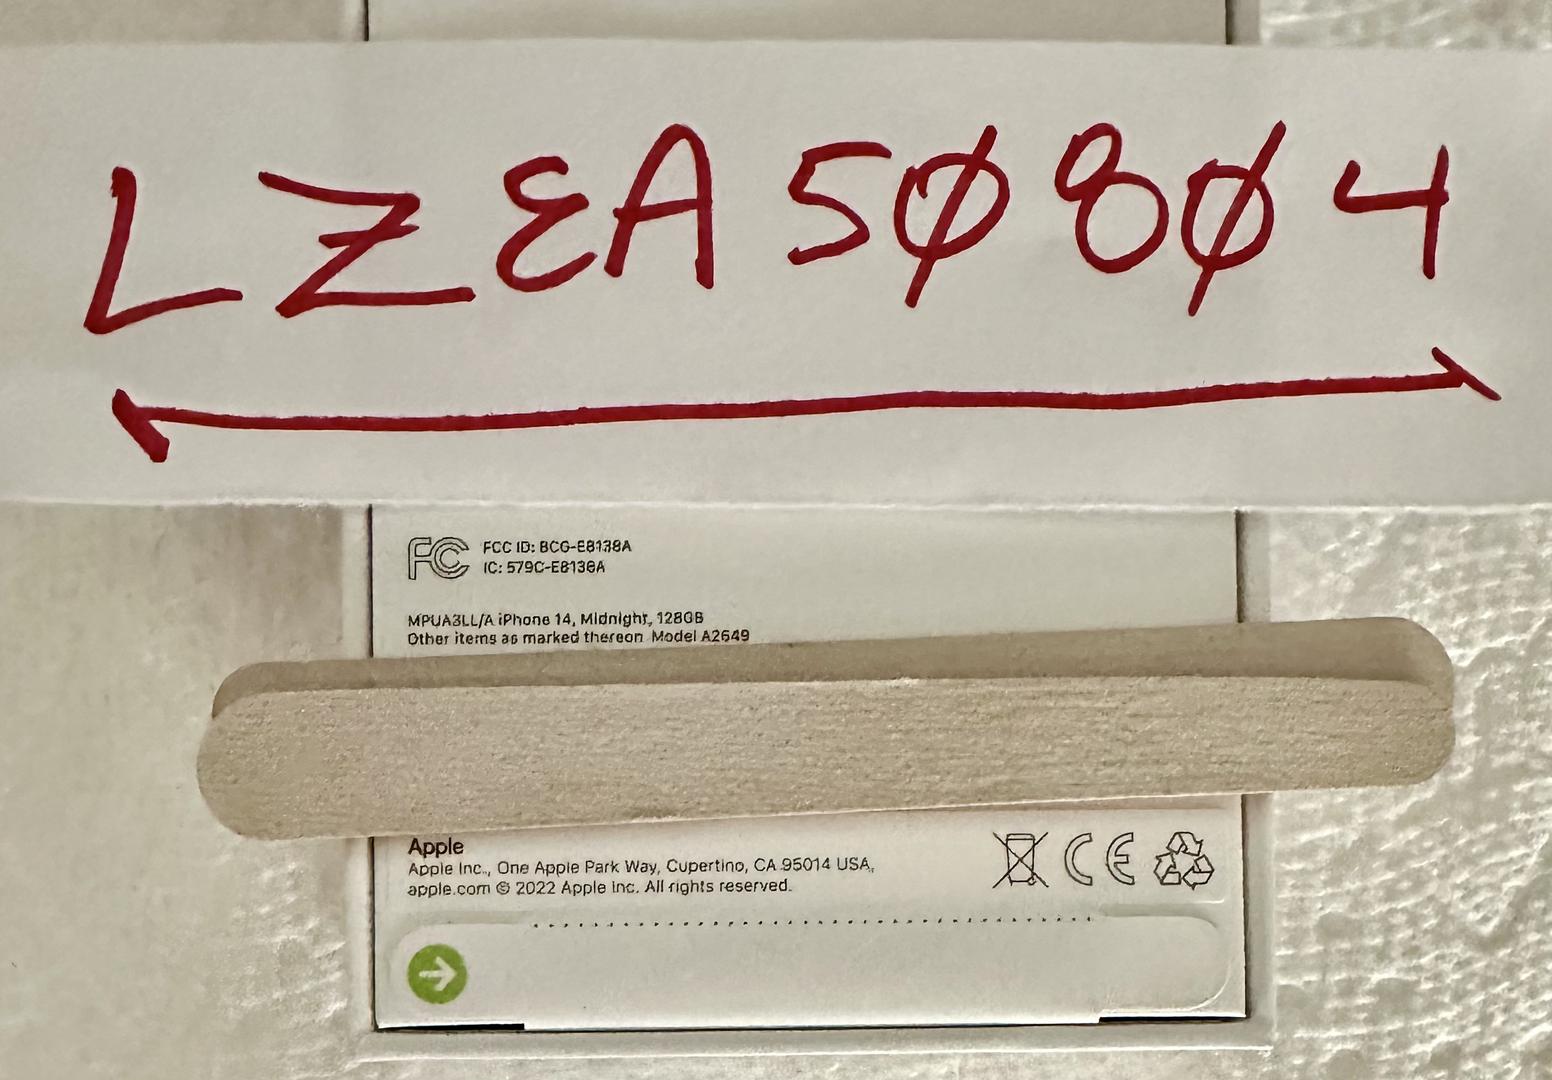 LZEA5Ø8Ø4
FC
FCC ID: BCG-E8138A
IC: 579C-E8138A
MPUA3LL/A iPhone 14, Midnight, 128GB
Other items as marked thereon Model A2649
Apple
Apple Inc., One Apple Park Way, Cupertino, CA 95014 USA,
apple.com © 2022 Apple Inc. All rights reserved.
CE